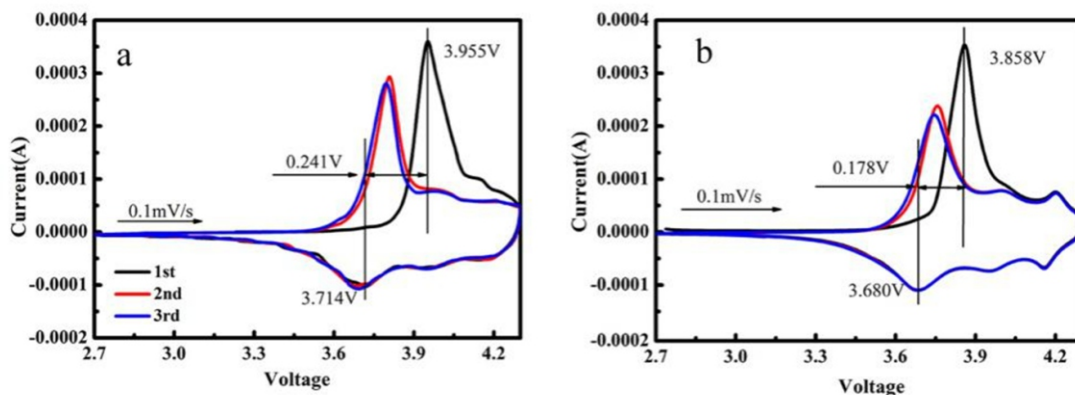 a
0.0004
0.0003
0.0002
0.0001
0.0000
-0.0001
-0.0002
Current(A)
3.955V
0.241V
0.1mV/s
3.714V
1st
2nd
3rd
2.7 3.0 3.3 3.6 3.9 4.2
Voltage
b
0.0004
0.0003
0.0002
0.0001
0.0000
-0.0001
-0.0002
Current(A)
3.858V
0.178V
0.1mV/s
3.680V
2.7 3.0 3.3 3.6 3.9 4.2
Voltage